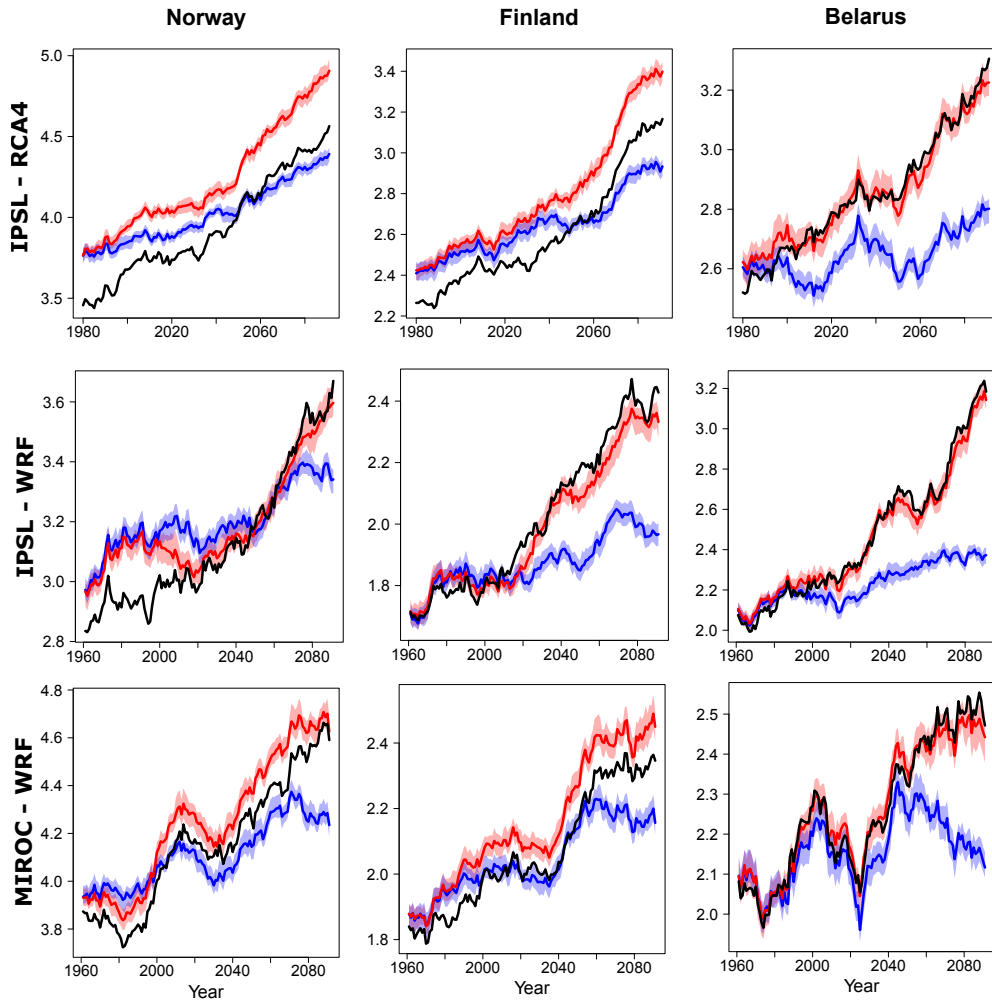 Norway Finland Belarus
IPSL - RCA4
5.0
4.5
4.0
3.5
1980 2020 2060
3.4
3.2
3.0
2.8
2.6
2.4
2.2
1980 2020 2060
3.2
3.0
2.8
2.6
1980 2020 2060
IPSL - WRF
3.6
3.4
3.2
3.0
2.8
1960 2000 2040 2080
2.4
2.2
2.0
1.8
1960 2000 2040 2080
3.2
3.0
2.8
2.6
2.4
2.2
2.0
1960 2000 2040 2080
MIROC - WRF
4.8
4.6
4.4
4.2
4.0
3.8
1960 2000 2040 2080
Year
2.4
2.2
2.0
1.8
1960 2000 2040 2080
Year
2.5
2.4
2.3
2.2
2.1
2.0
1960 2000 2040 2080
Year